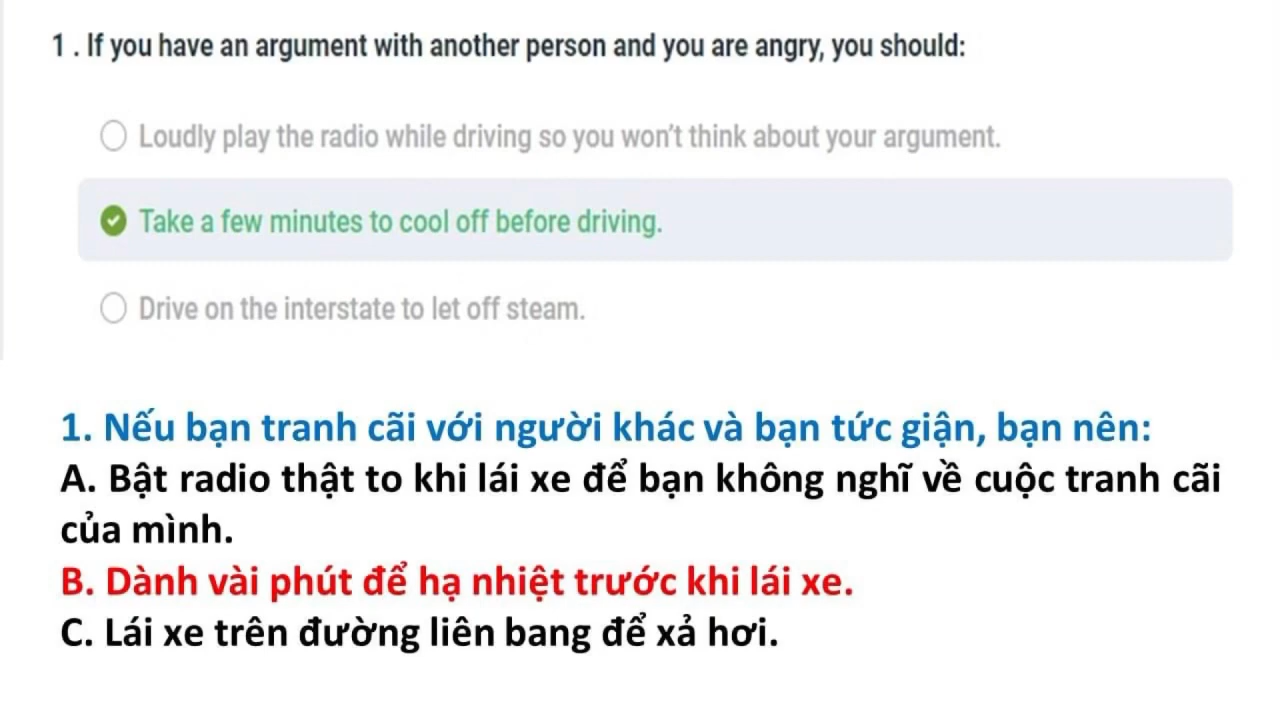 1 . If you have an argument with another person and you are angry, you should:
Loudly play the radio while driving so you won't think about your argument.
Take a few minutes to cool off before driving.
Drive on the interstate to let off steam.
1. Nếu bạn tranh cãi với người khác và bạn tức giận, bạn nên:
A. Bật radio thật to khi lái xe để bạn không nghĩ về cuộc tranh cãi
của mình.
B. Dành vài phút để hạ nhiệt trước khi lái xe.
C. Lái xe trên đường liên bang để xả hơi.